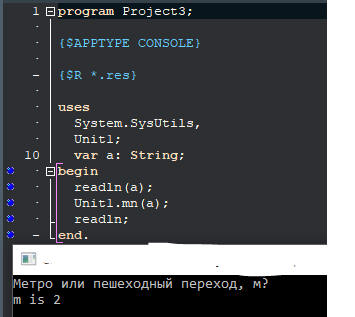 1 program Project3;
{$APPTYPE CONSOLE}
{$R *.res}
uses
System.SysUtils,
Unit1;
10 var a: String;
begin
readln(a);
Unit1.mn(a);
readln;
end.
Метро или пешеходный переход, м?
m is 2